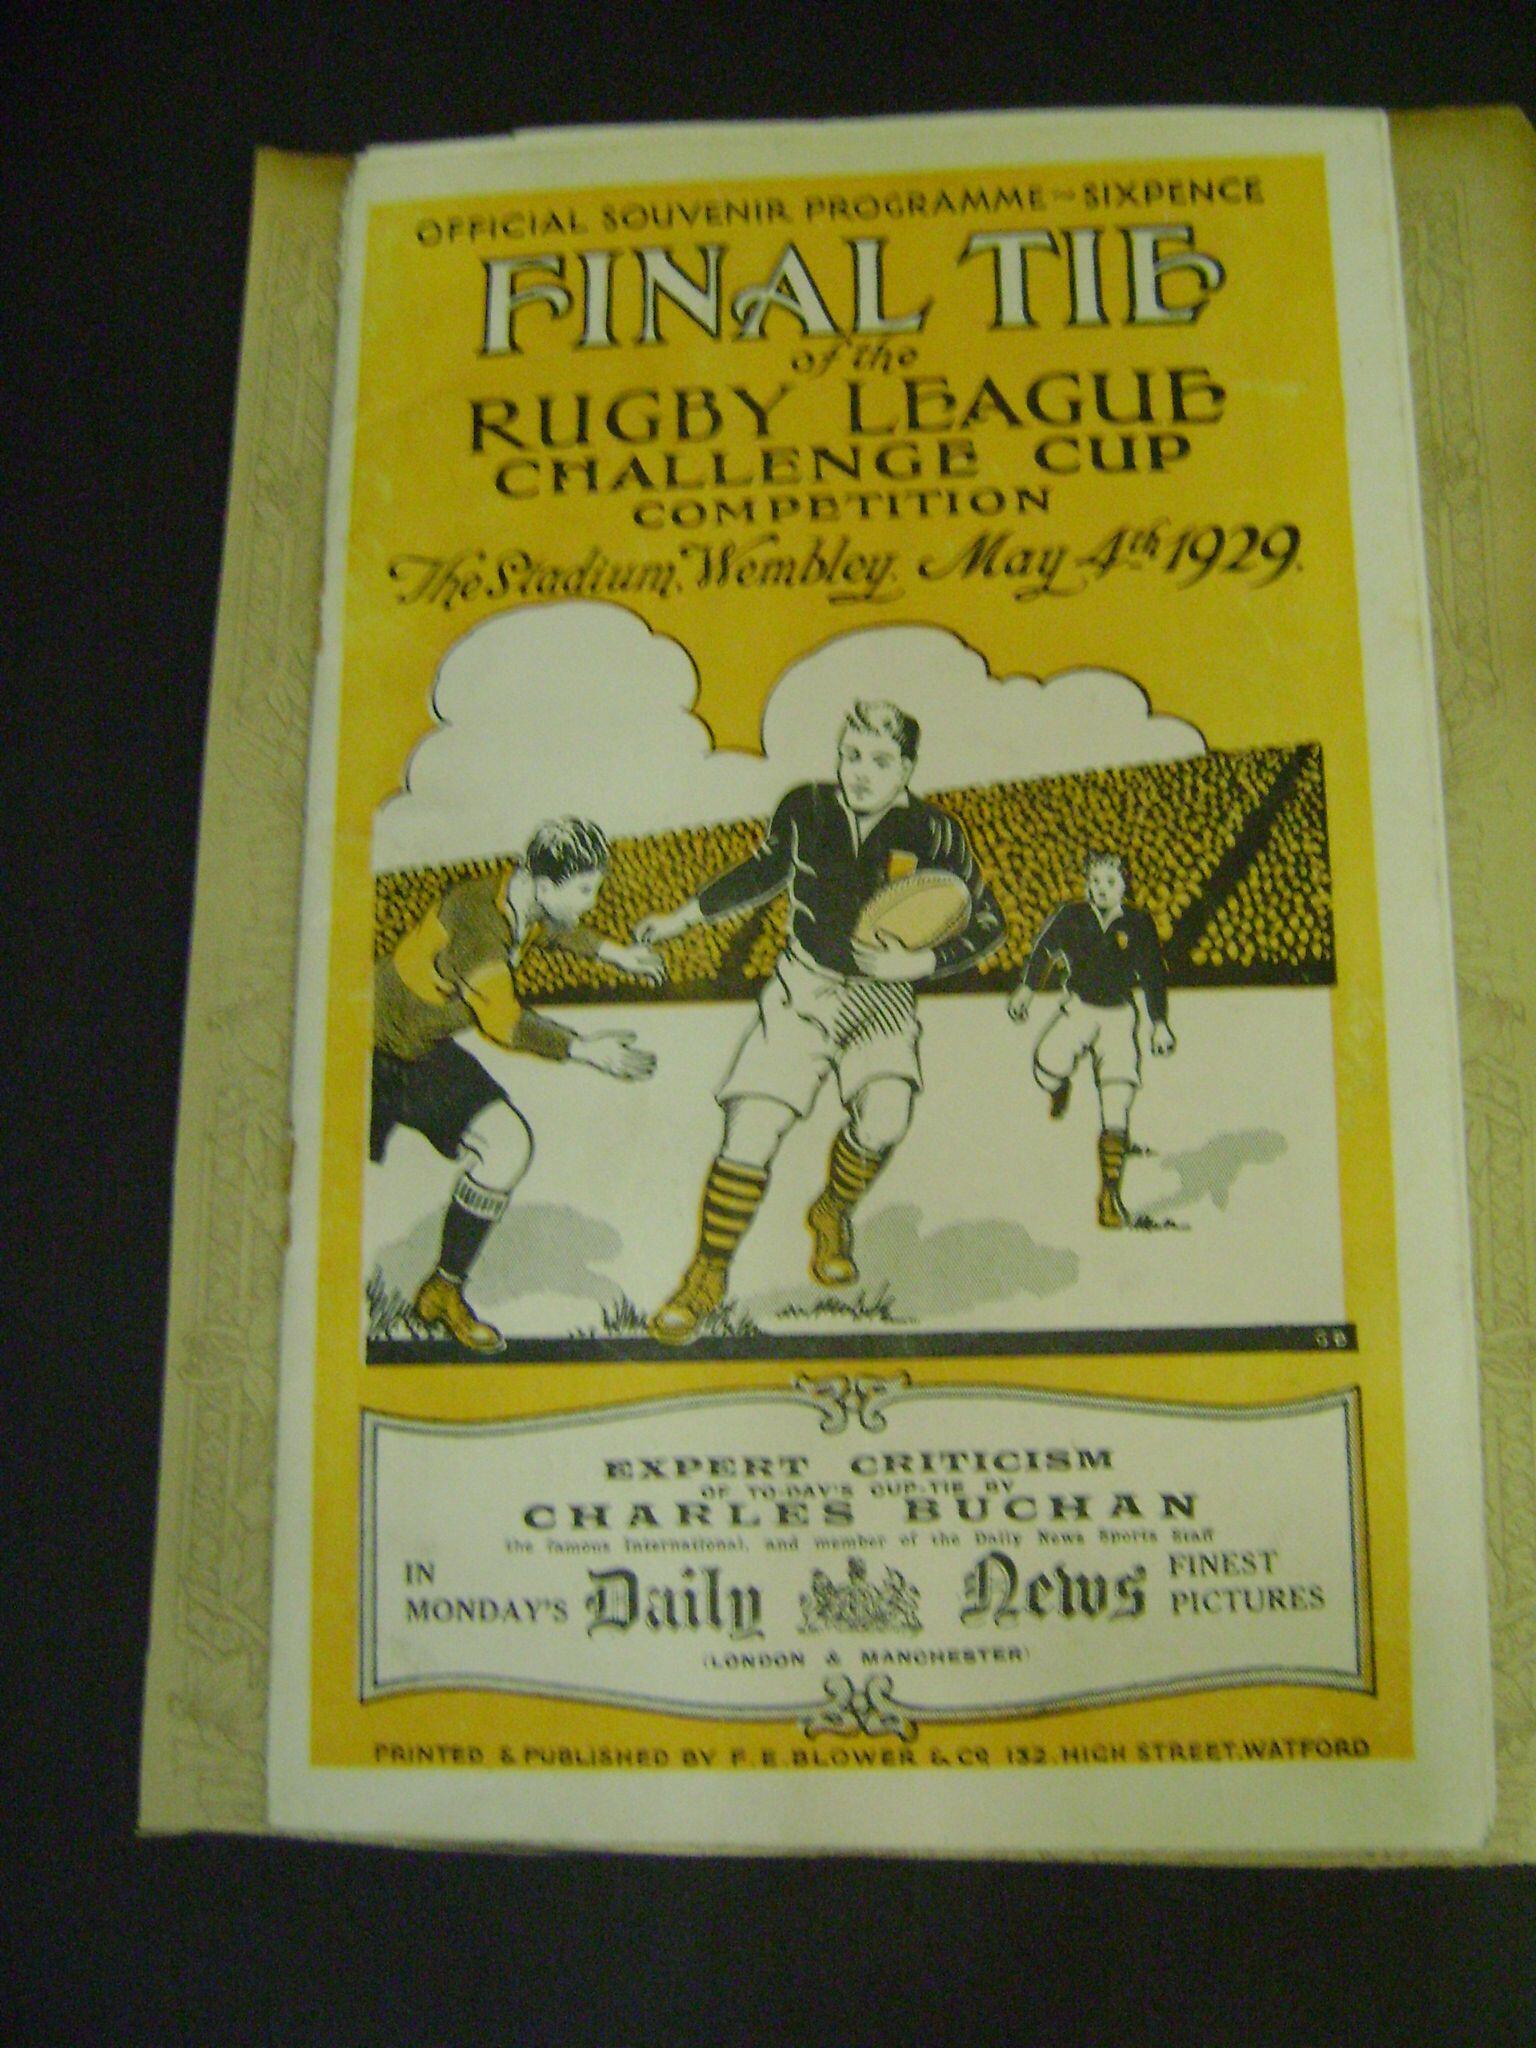 OFFICIAL SOUVENIR PROGRAMME - SIXPENCE
FINAL TIE
of the
RUGBY LEAGUE
CHALLENGE CUP
COMPETITION
The Stadium, Wembley. May 4th 1929.
GB
EXPERT CRITICISM
OF TO-DAY'S CUP-TIE BY
CHARLES BUCHAN
the famous International, and member of the Daily News Sports Staff
IN MONDAY'S Daily News FINEST PICTURES
(LONDON & MANCHESTER)
PRINTED & PUBLISHED BY F. E. BLOWER & Co 132. HIGH STREET. WATFORD